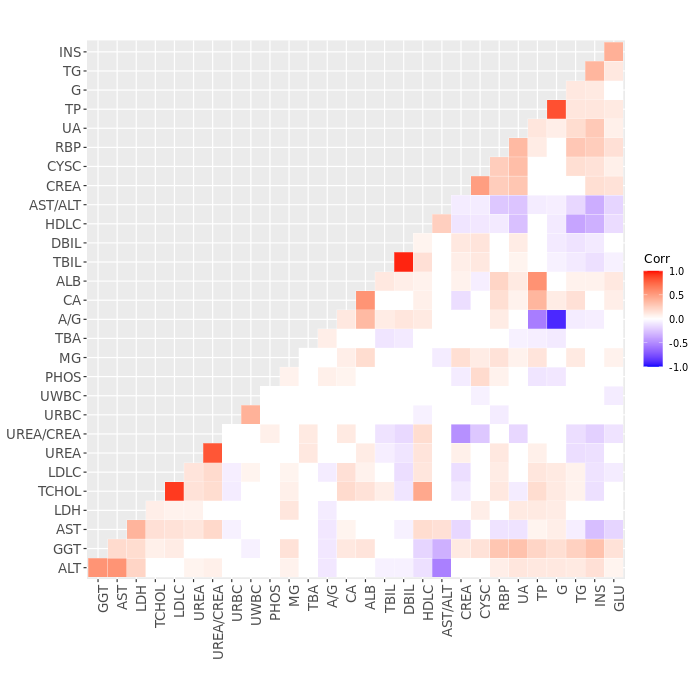 INS
TG
G
TP
UA
RBP
CYSC
CREA
AST/ALT
HDLC
DBIL
TBIL
ALB
CA
A/G
TBA
MG
PHOS
UWBC
URBC
UREA/CREA
UREA
LDLC
TCHOL
LDH
AST
GGT
ALT
GGT
AST
LDH
TCHOL
LDLC
UREA
UREA/CREA
URBC
UWBC
PHOS
MG
TBA
A/G
CA
ALB
TBIL
DBIL
HDLC
AST/ALT
CREA
CYSC
RBP
UA
TP
G
TG
INS
GLU
Corr
1.0
0.5
0.0
-0.5
-1.0